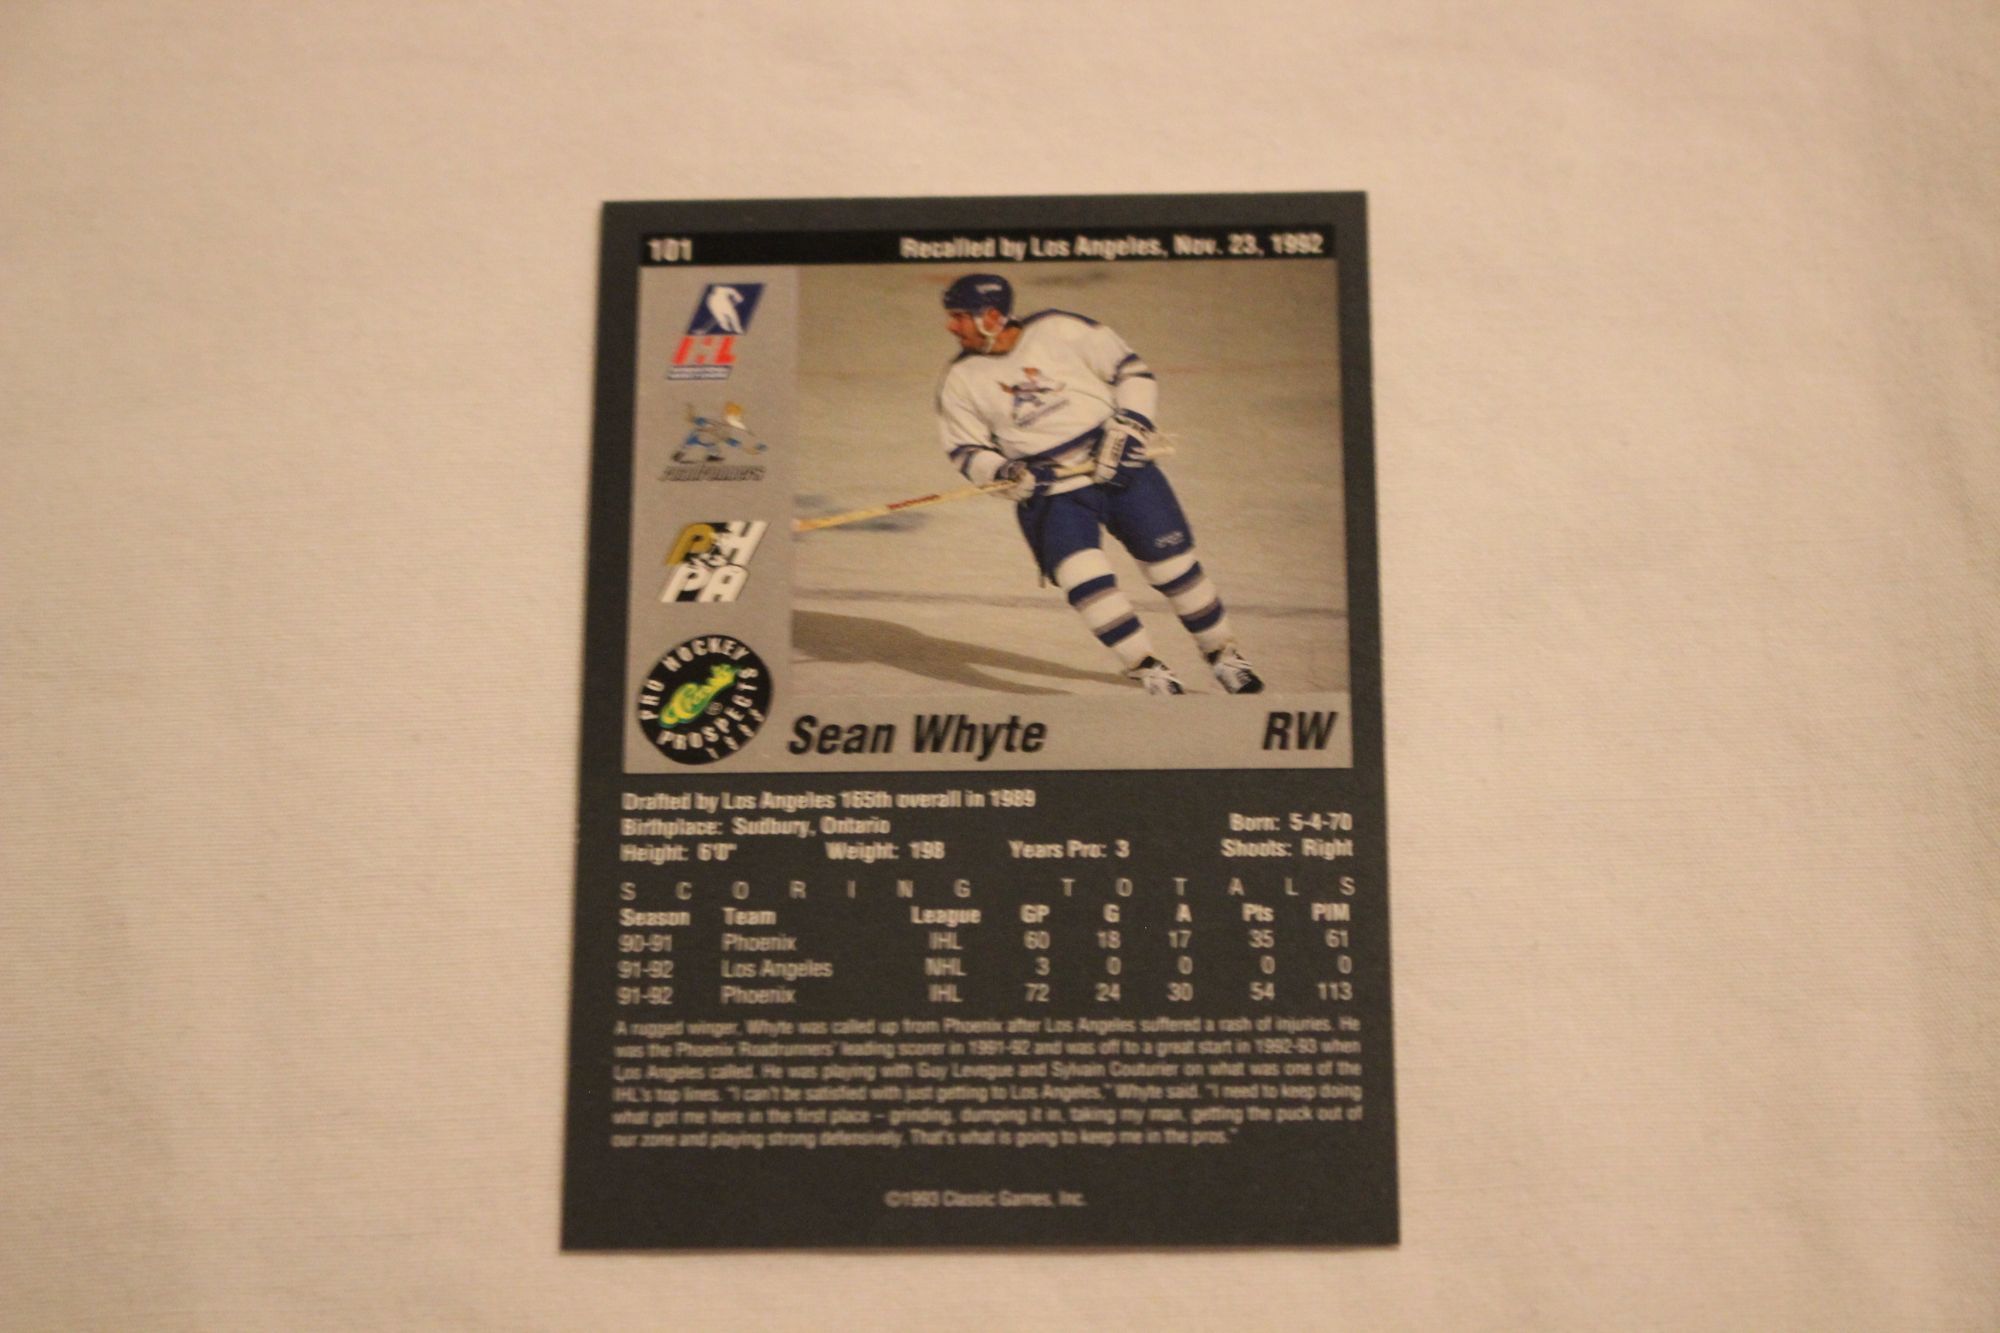 101 Recalled by Los Angeles, Nov. 23, 1992
IHL
Roadrunners
PHPA
PRO HOCKEY PROSPECTS 1993
Classic
Sean Whyte RW
Drafted by Los Angeles 165th overall in 1989
Birthplace: Sudbury, Ontario Born: 5-4-70
Height: 6'0" Weight: 198 Years Pro: 3 Shoots: Right
SCORING TOTALS
Season Team League GP G A Pts PIM
90-91 Phoenix IHL 60 18 17 35 61
91-92 Los Angeles NHL 3 0 0 0 0
91-92 Phoenix IHL 72 24 30 54 113
A rugged winger, Whyte was called up from Phoenix after Los Angeles suffered a rash of injuries. He
was the Phoenix Roadrunners' leading scorer in 1991-92 and was off to a great start in 1992-93 when
Los Angeles called. He was playing with Guy Leveque and Sylvain Couturier on what was one of the
IHL's top lines. "I can't be satisfied with just getting to Los Angeles," Whyte said. "I need to keep doing
what got me here in the first place – grinding, dumping it in, taking my man, getting the puck out of
our zone and playing strong defensively. That's what is going to keep me in the pros."
©1993 Classic Games, Inc.